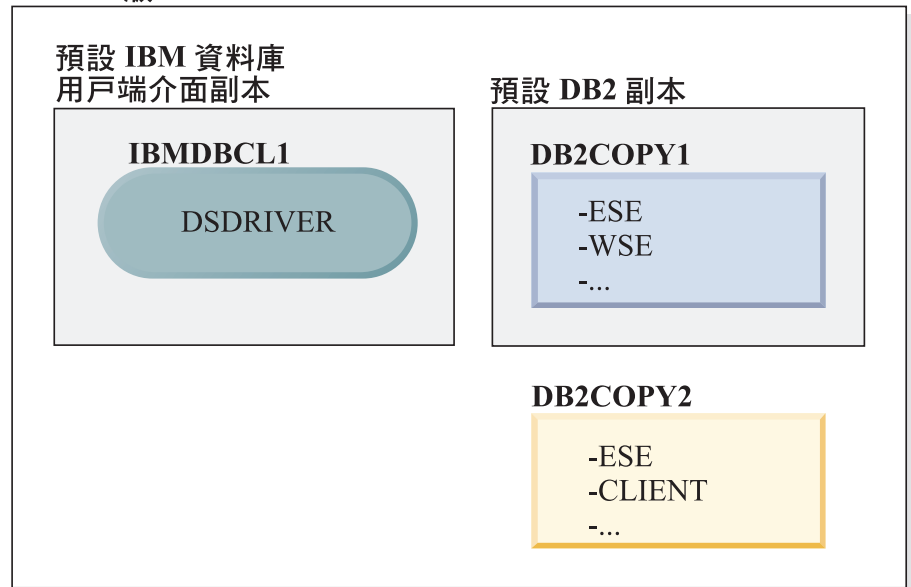 預設 IBM 資料庫
用戶端介面副本
IBMDBCL1
DSDRIVER
預設 DB2 副本
DB2COPY1
-ESE
-WSE
-...
DB2COPY2
-ESE
-CLIENT
-...